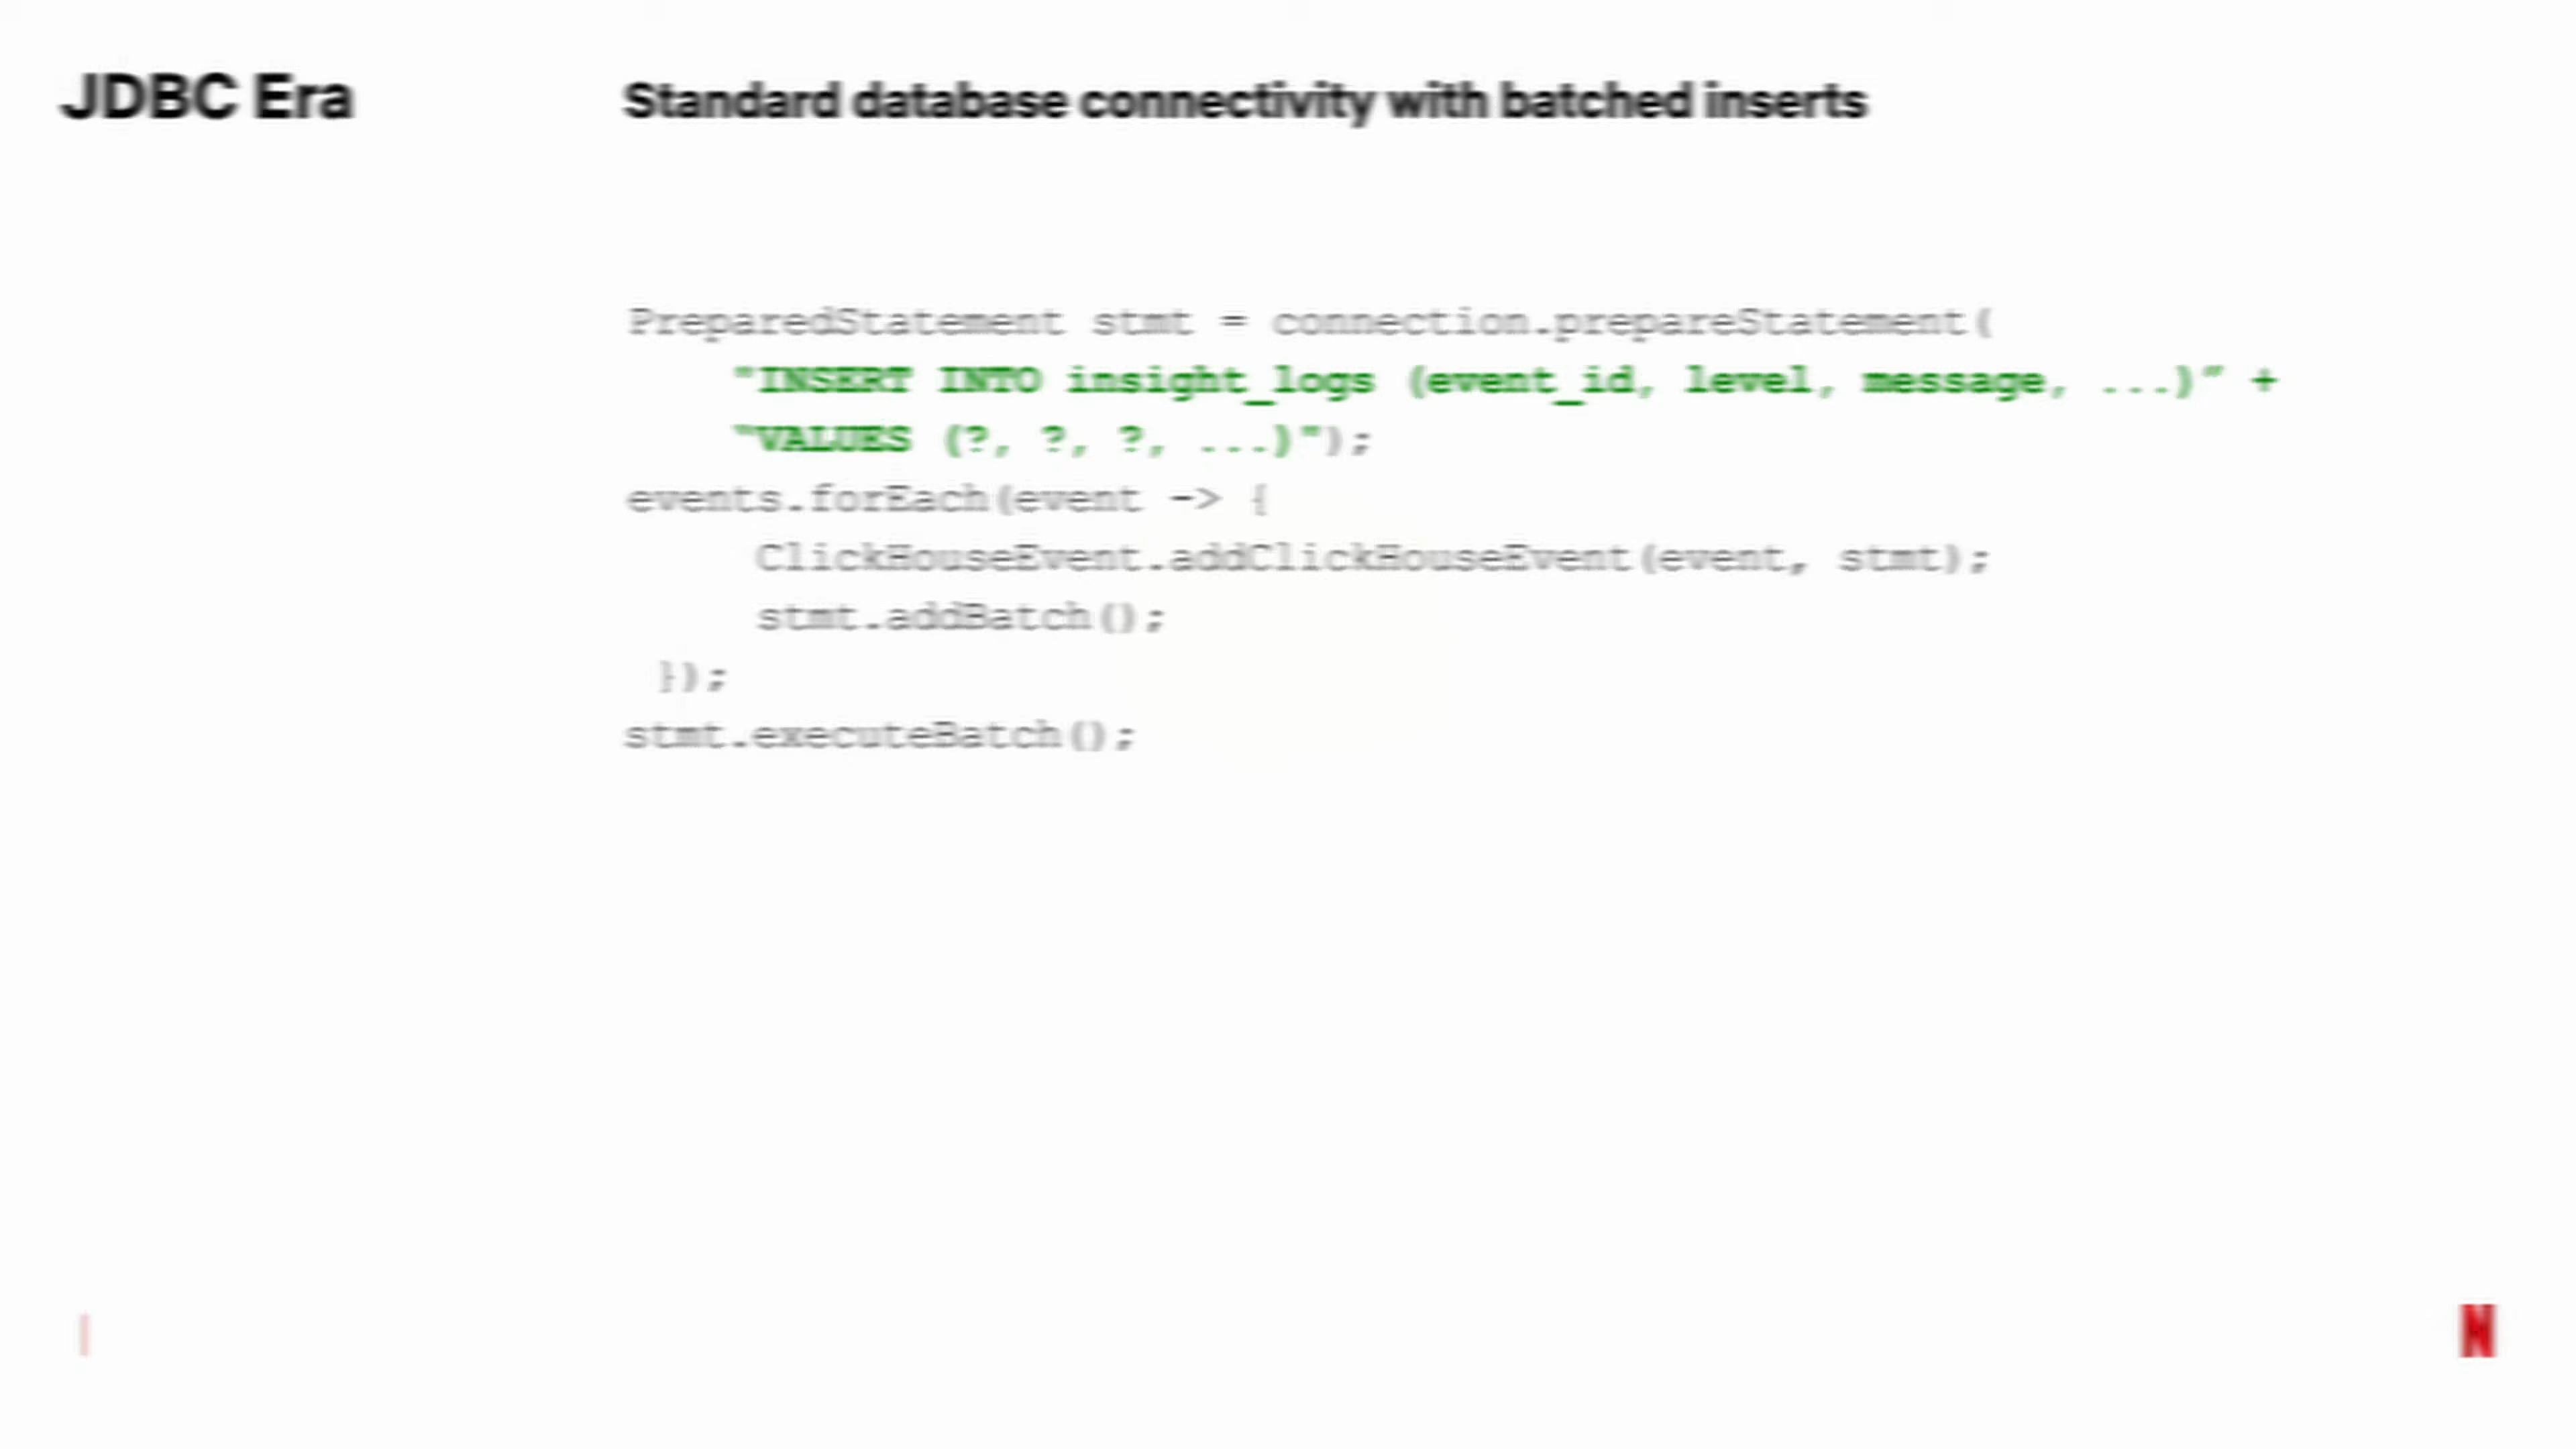 JDBC Era
Standard database connectivity with batched inserts
PreparedStatement stmt = connection.prepareStatement(
"INSERT INTO insight_logs (event_id, level, message, ...)” +
"VALUES (?, ?, ?, ...)");
events.forEach(event -> {
ClickHouseEvent.addClickHouseEvent(event, stmt);
stmt.addBatch();
});
stmt.executeBatch();
N